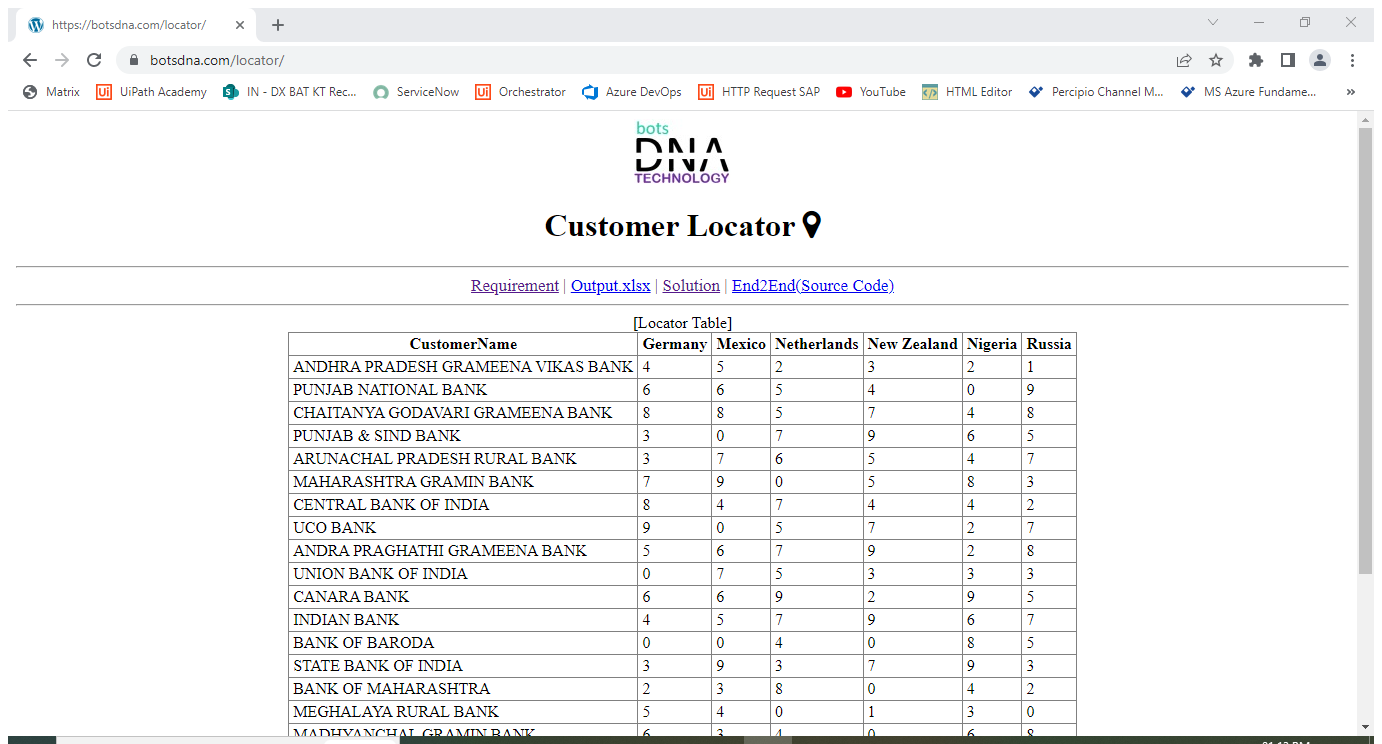 https://botsdna.com/locator/
botsdna.com/locator/
Matrix UiPath Academy IN - DX BAT KT Rec... ServiceNow Orchestrator Azure DevOps HTTP Request SAP YouTube HTML Editor Percipio Channel M... MS Azure Fundame... »
bots
DNA
TECHNOLOGY
Customer Locator
Requirement | Output.xlsx | Solution | End2End(Source Code)
[Locator Table]
CustomerName Germany Mexico Netherlands New Zealand Nigeria Russia
ANDHRA PRADESH GRAMEENA VIKAS BANK 4 5 2 3 2 1
PUNJAB NATIONAL BANK 6 6 5 4 0 9
CHAITANYA GODAVARI GRAMEENA BANK 8 8 5 7 4 8
PUNJAB & SIND BANK 3 0 7 9 6 5
ARUNACHAL PRADESH RURAL BANK 3 7 6 5 4 7
MAHARASHTRA GRAMIN BANK 7 9 0 5 8 3
CENTRAL BANK OF INDIA 8 4 7 4 4 2
UCO BANK 9 0 5 7 2 7
ANDRA PRAGHATHI GRAMEENA BANK 5 6 7 9 2 8
UNION BANK OF INDIA 0 7 5 3 3 3
CANARA BANK 6 6 9 2 9 5
INDIAN BANK 4 5 7 9 6 7
BANK OF BARODA 0 0 4 0 8 5
STATE BANK OF INDIA 3 9 3 7 9 3
BANK OF MAHARASHTRA 2 3 8 0 4 2
MEGHALAYA RURAL BANK 5 4 0 1 3 0
MADHYANCHAL GRAMIN BANK 6 3 4 0 6 8